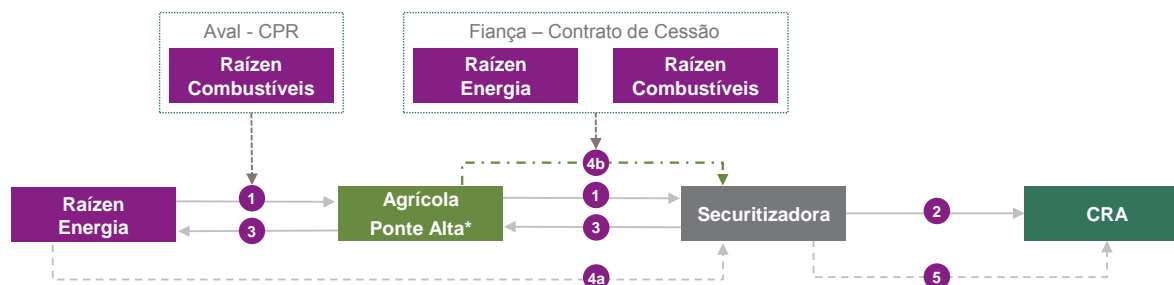 Aval - CPR
Raízen
Combustíveis
Fiança – Contrato de Cessão
Raízen
Energia
Raízen
Combustíveis
4b
Raízen
Energia
1
3
Agrícola
Ponte Alta*
1
3
Securitizadora
2
CRA
4a
5